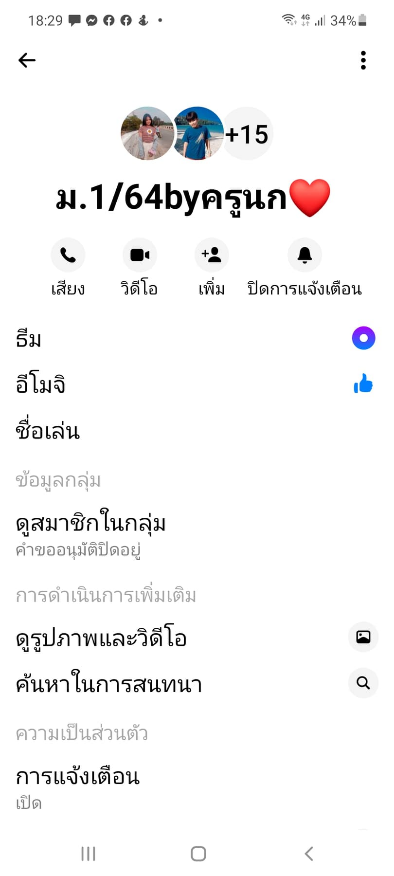 18:29
4G
34%
+15
ม.1/64byครูนก❤️
เสียง
วิดีโอ
เพิ่ม
ปิดการแจ้งเตือน
ธีม
อีโมจิ
ชื่อเล่น
ข้อมูลกลุ่ม
ดูสมาชิกในกลุ่ม
คำขออนุมัติปิดอยู่
การดำเนินการเพิ่มเติม
ดูรูปภาพและวิดีโอ
ค้นหาในการสนทนา
ความเป็นส่วนตัว
การแจ้งเตือน
เปิด